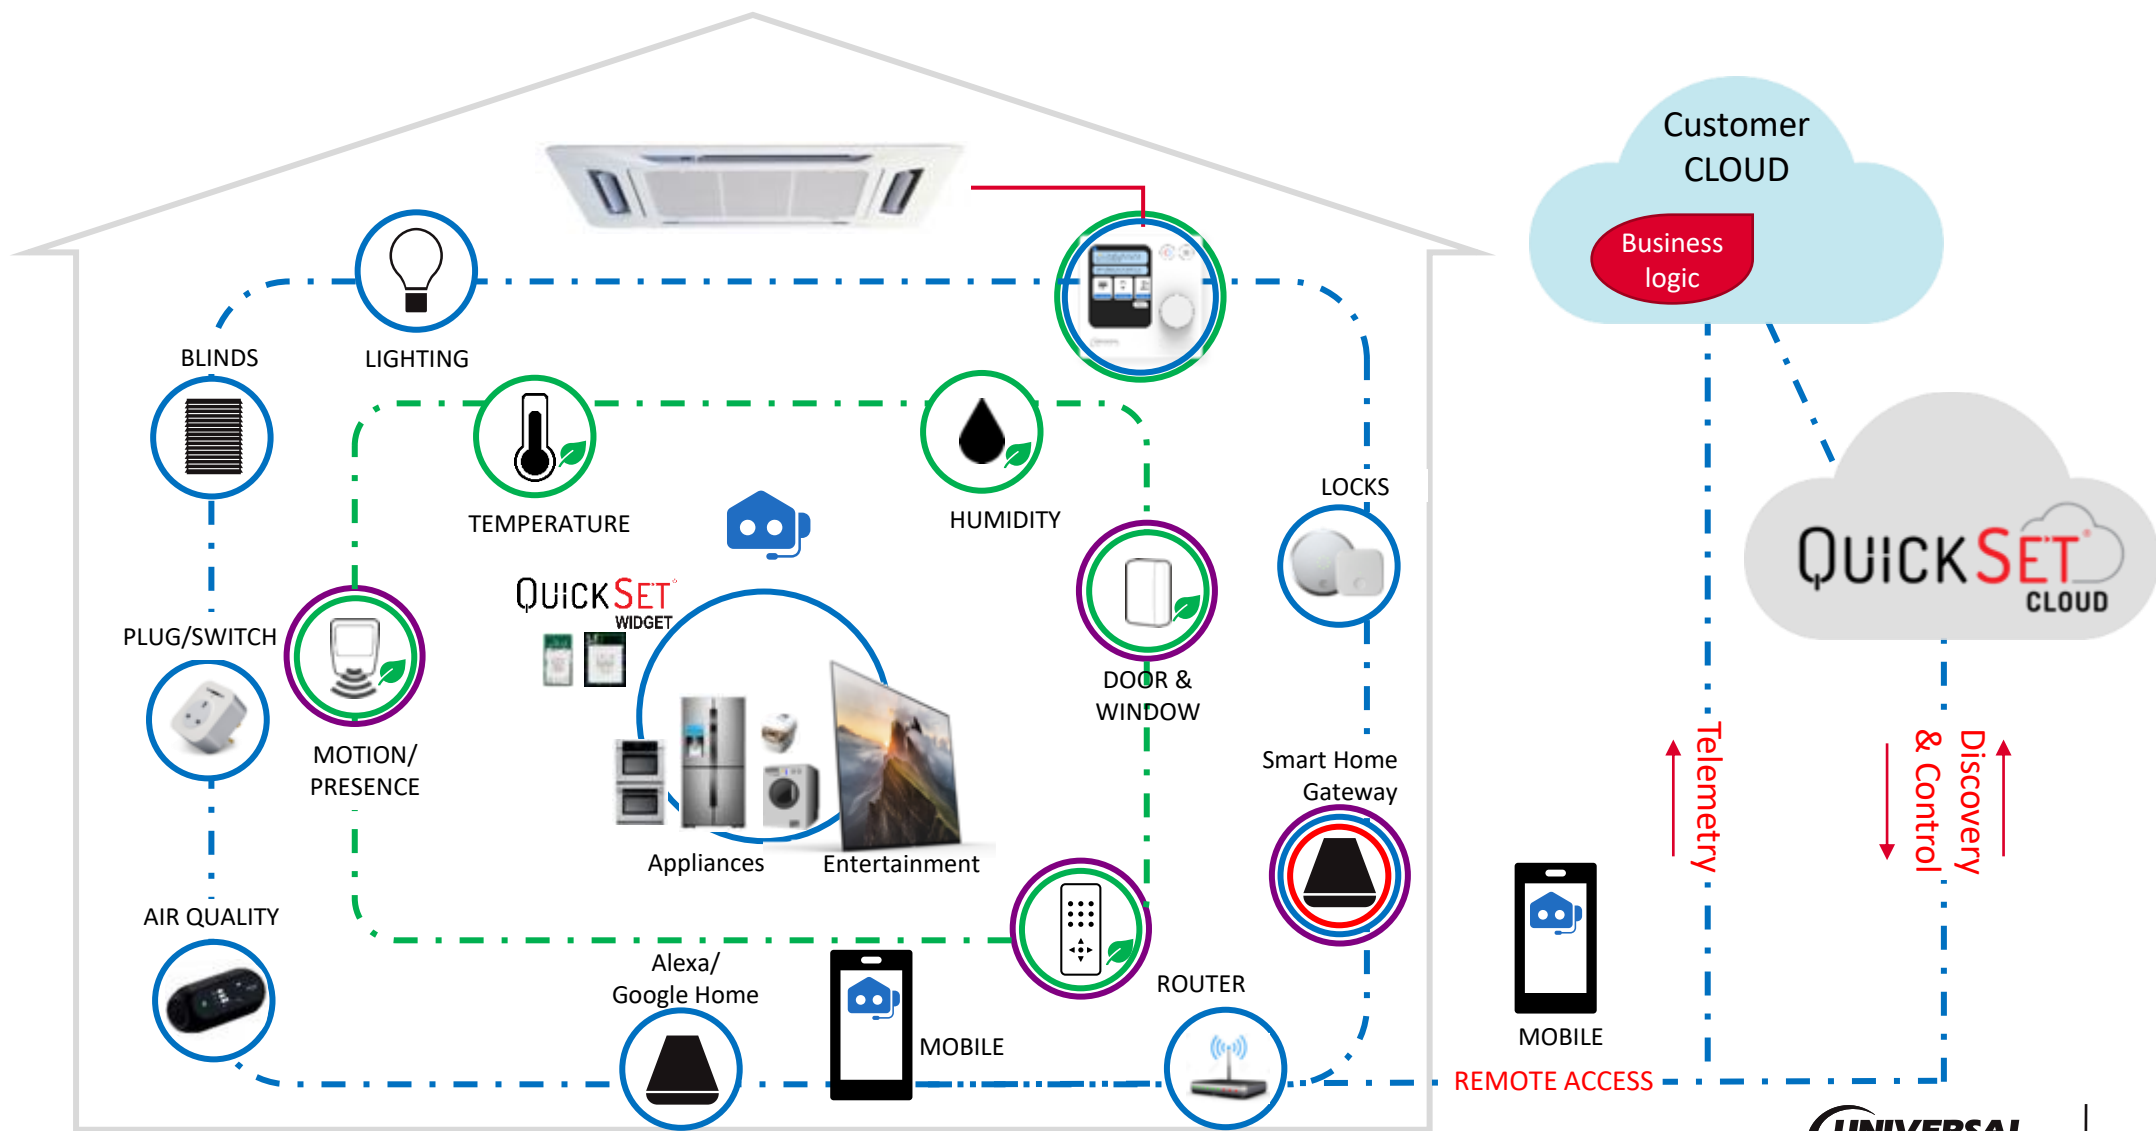 Customer
CLOUD
Business
logic
BLINDS
LIGHTING
TEMPERATURE
HUMIDITY
LOCKS
QUICKSET
WIDGET
QUICKSET
CLOUD
PLUG/SWITCH
DOOR &
WINDOW
MOTION/
PRESENCE
Smart Home
Gateway
Telemetry
Discovery
& Control
Appliances
Entertainment
AIR QUALITY
Alexa/
Google Home
ROUTER
MOBILE
MOBILE
REMOTE ACCESS
UNIVERSAL